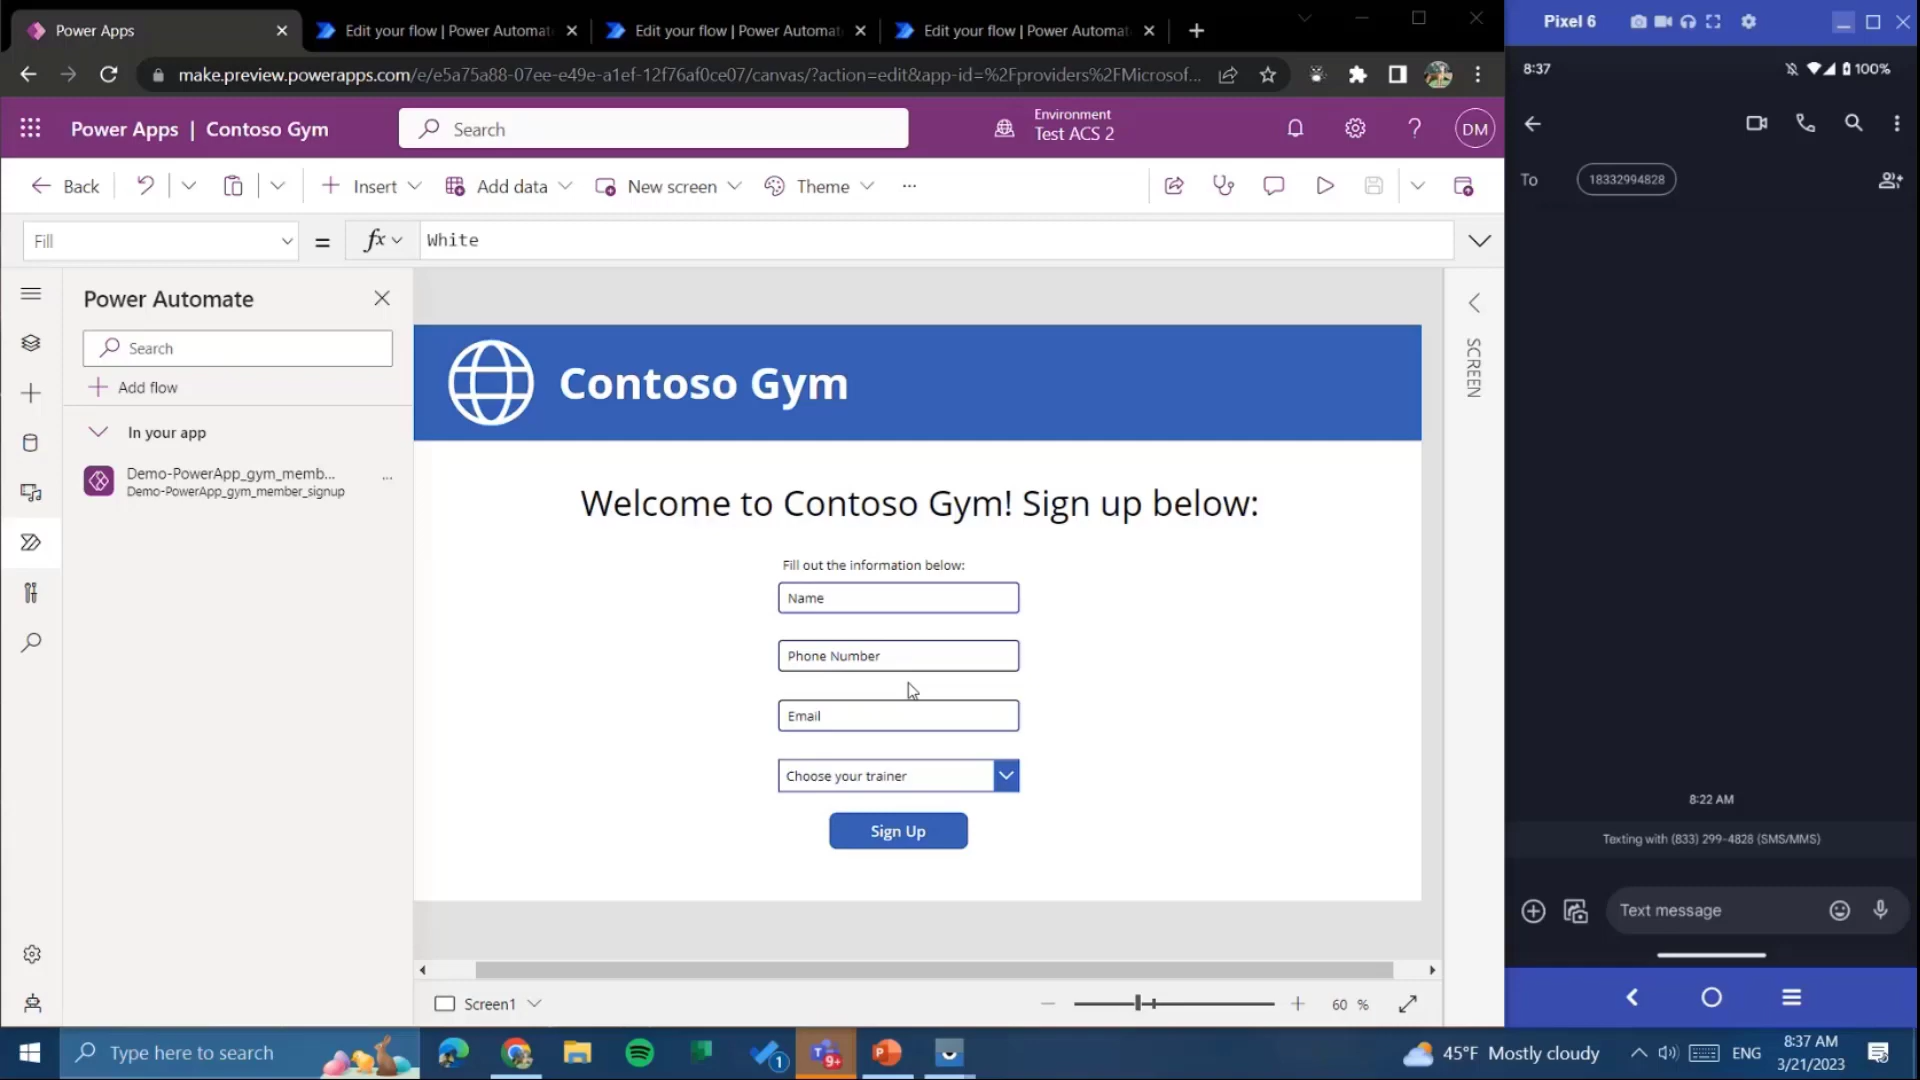 Power Apps
Edit your flow | Power Automat
Edit your flow | Power Automat
Edit your flow | Power Automat
make.preview.powerapps.com/e/e5a75a88-07ee-e49e-a1ef-12f76af0ce07/canvas/?action=edit&app-id=%2Fproviders%2FMicrosof...
Power Apps | Contoso Gym
Search
Environment
Test ACS 2
DM
Back
Insert
Add data
New screen
Theme
Fill
=
fx
White
Power Automate
Search
Add flow
In your app
Demo-PowerApp_gym_memb...
Demo-PowerApp_gym_member_signup
Contoso Gym
Welcome to Contoso Gym! Sign up below:
Fill out the information below:
Name
Phone Number
Email
Choose your trainer
Sign Up
SCREEN
Screen1
60 %
Pixel 6
8:37
100%
To
18332994828
8:22 AM
Texting with (833) 299-4828 (SMS/MMS)
Text message
Type here to search
1
9+
45°F Mostly cloudy
ENG
8:37 AM
3/21/2023